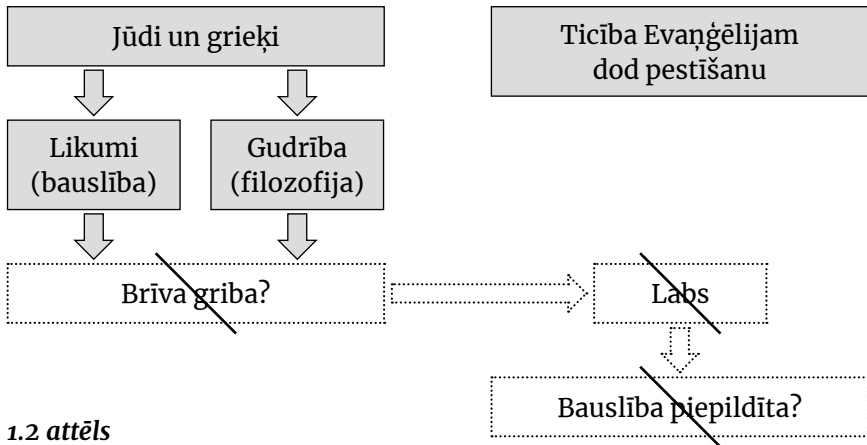 Jūdi un grieķi
Ticība Evaņģēlijam
dod pestīšanu
Likumi
(bauslība)
Gudrība
(filozofija)
Brīva griba?
Labs
Bauslība piepildīta?
1.2 attēls